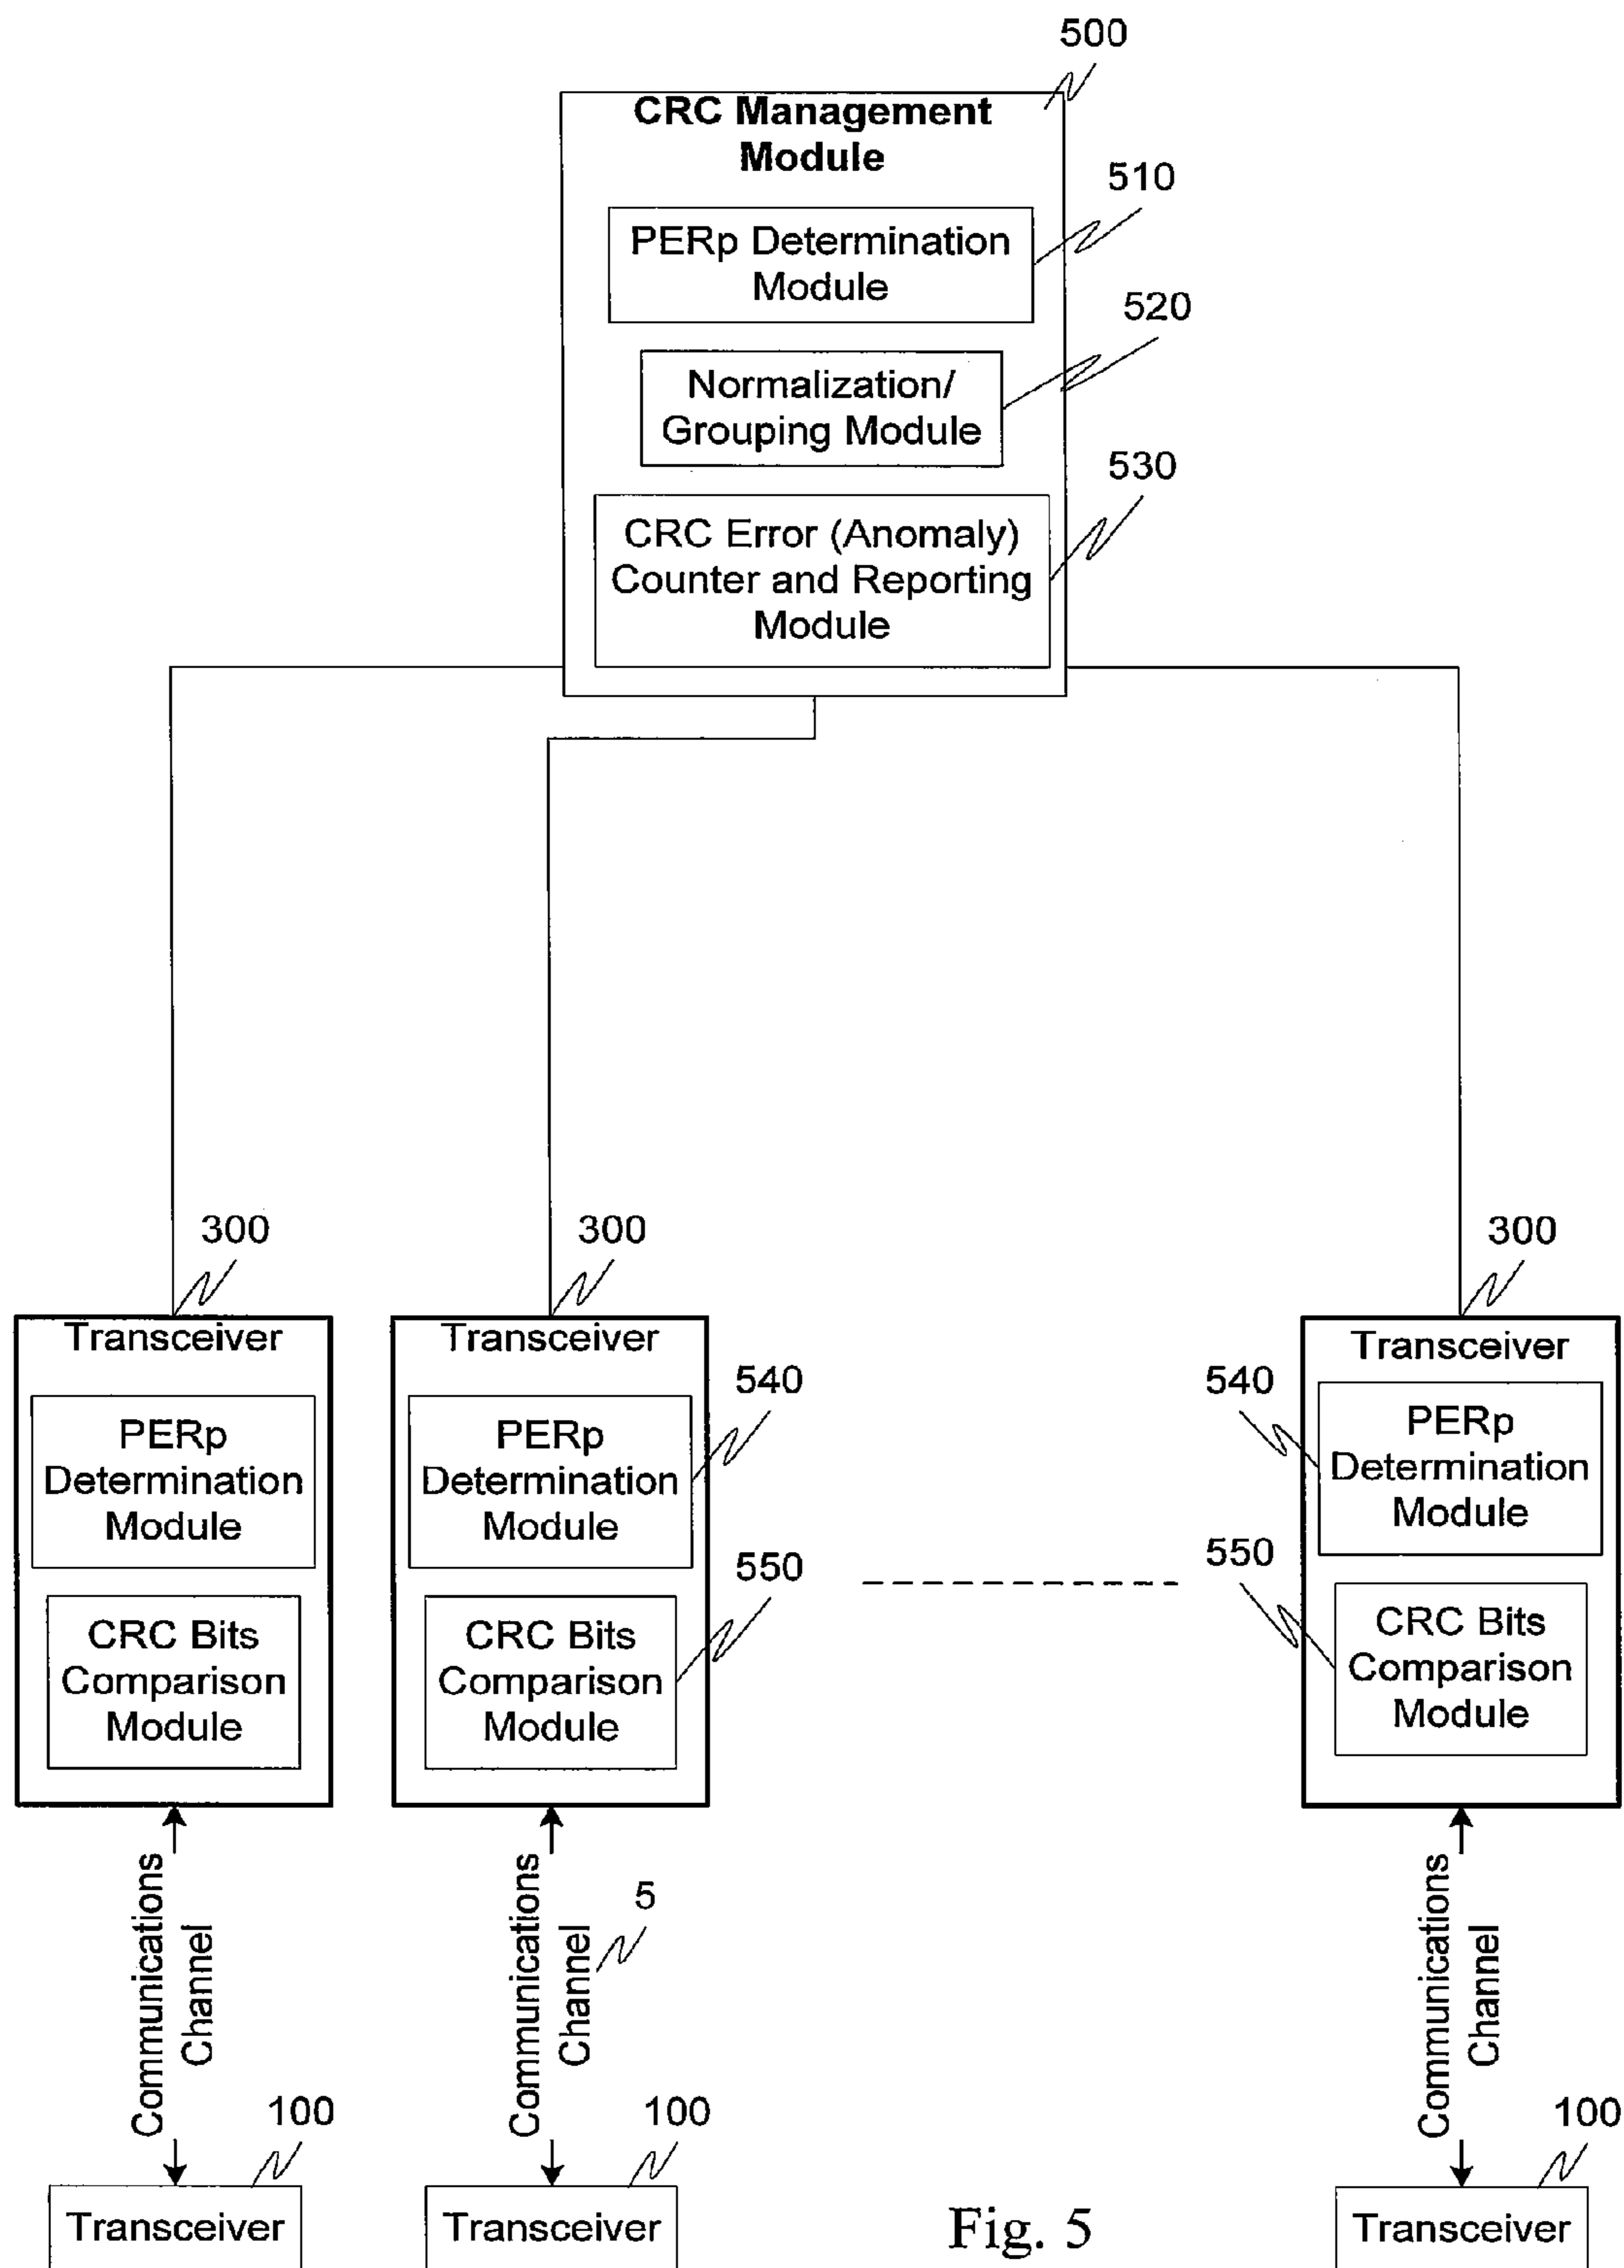 500
CRC Management
Module
510
PERp Determination
Module
520
Normalization/
Grouping Module
530
CRC Error (Anomaly)
Counter and Reporting
Module
300
300
300
Transceiver
PERp
Determination
Module
CRC Bits
Comparison
Module
Transceiver
540
PERp
Determination
Module
550
CRC Bits
Comparison
Module
Transceiver
540
PERp
Determination
Module
550
CRC Bits
Comparison
Module
Communications
Channel
Communications
Channel
5
Communications
Channel
100
100
100
Transceiver
Transceiver
Transceiver
Fig. 5